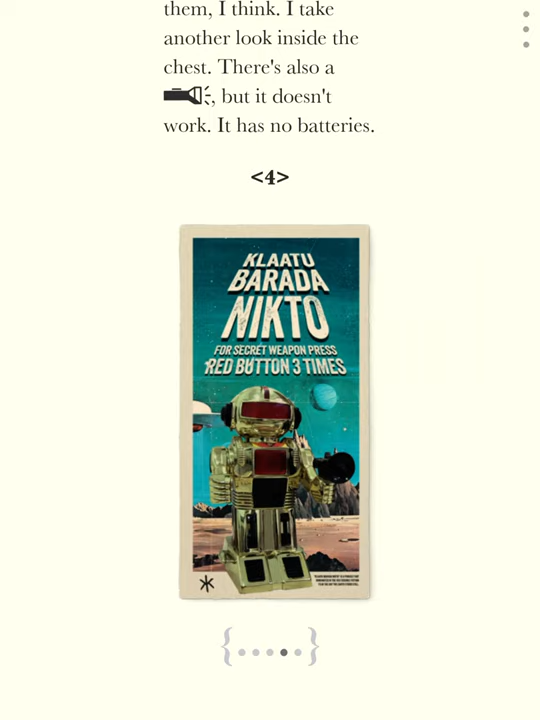 them, I think. I take
another look inside the
chest. There's also a
, but it doesn't
work. It has no batteries.
<4>
KLAATU
BARADA
NIKTO
FOR SECRET WEAPON PRESS
RED BUTTON 3 TIMES